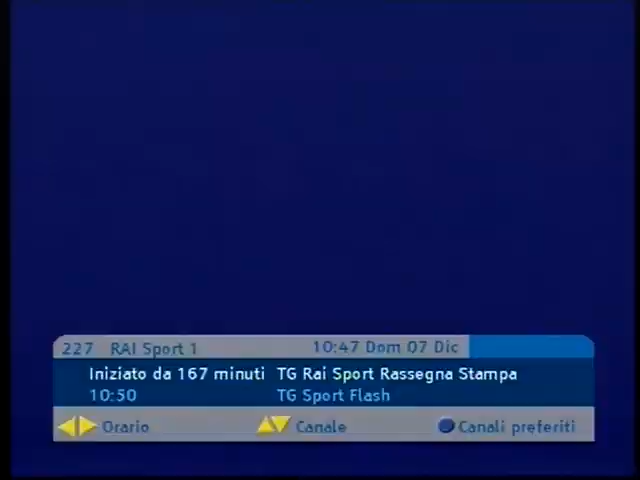 227 RAI Sport 1 10:47 Dom 07 Dic
Iniziato da 167 minuti TG Rai Sport Rassegna Stampa
10:50 TG Sport Flash
Orario Canale Canali preferiti